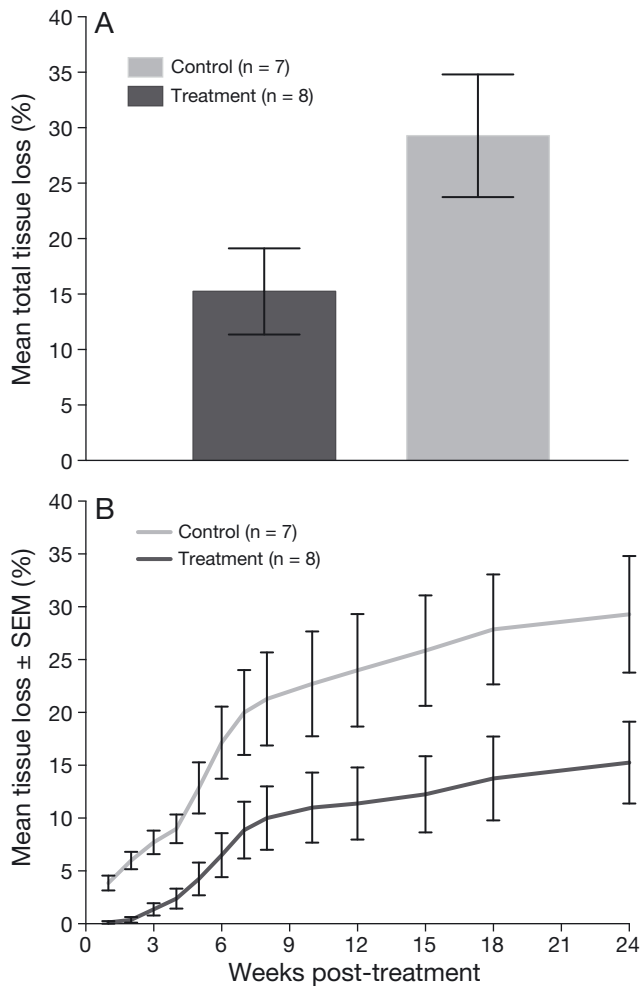 A
Mean total tissue loss (%)
40
35
30
25
20
15
10
5
0
Control (n = 7)
Treatment (n = 8)
B
Mean tissue loss ± SEM (%)
40
35
30
25
20
15
10
5
0
Control (n = 7)
Treatment (n = 8)
0 3 6 9 12 15 18 21 24
Weeks post-treatment